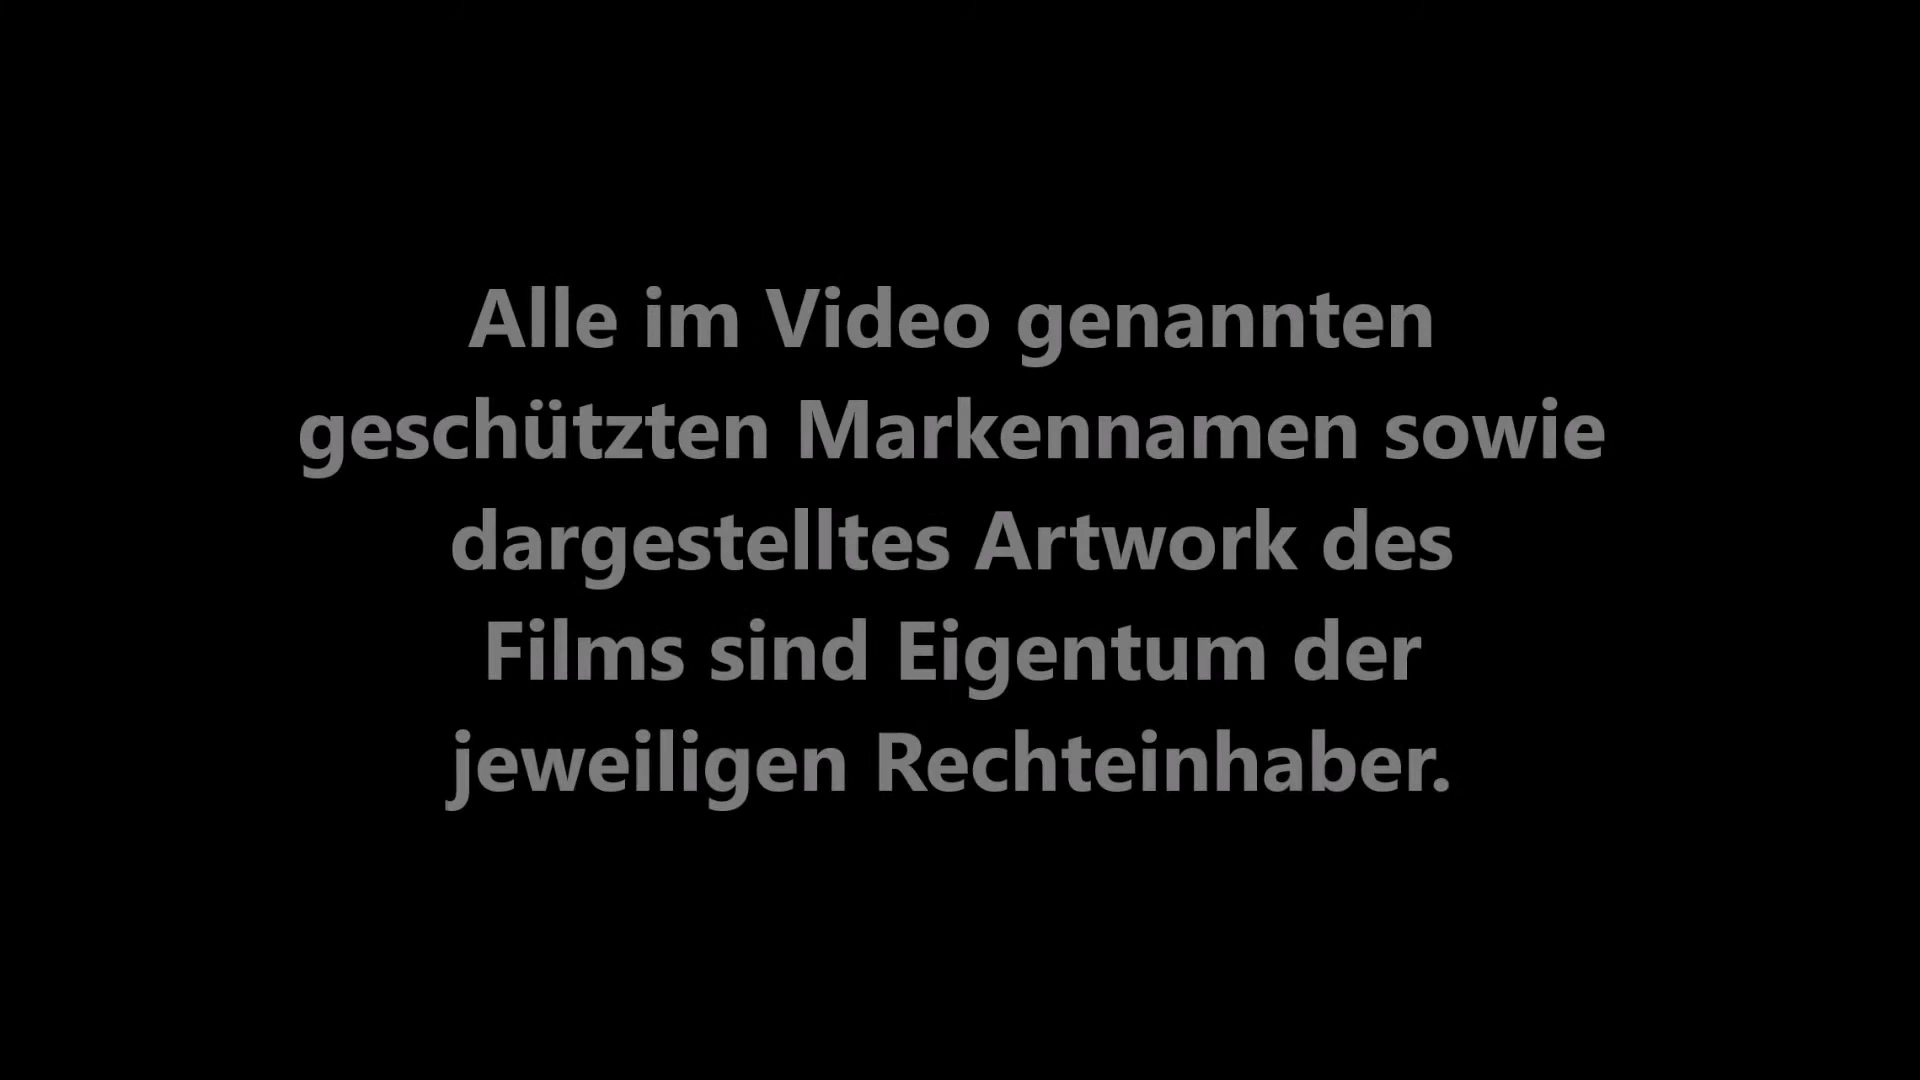 Alle im Video genannten
geschützten Markennamen sowie
dargestelltes Artwork des
Films sind Eigentum der
jeweiligen Rechteinhaber.